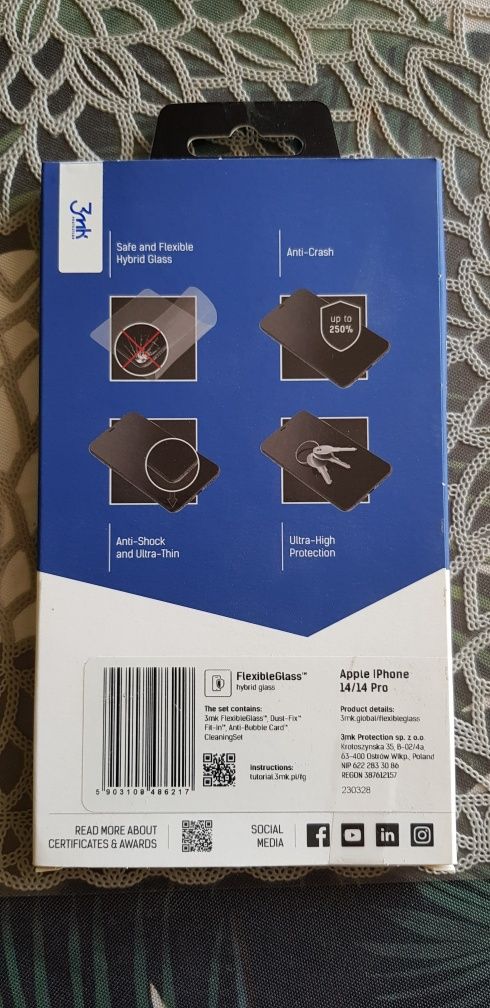 3mk
Safe and Flexible
Hybrid Glass
Anti-Crash
up to
250%
Anti-Shock
and Ultra-Thin
Ultra-High
Protection
FlexibleGlass™
hybrid glass
The set contains:
3mk FlexibleGlass™, Dust-Fix™
Fit-in™, Anti-Bubble Card™
CleaningSet
Instructions:
tutorial.3mk.pl/fg
5903108486217
Apple iPhone
14/14 Pro
Product details:
3mk.global/flexibleglass
3mk Protection sp. z o.o.
Krotoszyńska 35, B-02/4a,
63-400 Ostrów Wlkp., Poland
NIP 622 283 30 86
REGON 387612157
230328
READ MORE ABOUT
CERTIFICATES & AWARDS
SOCIAL
MEDIA